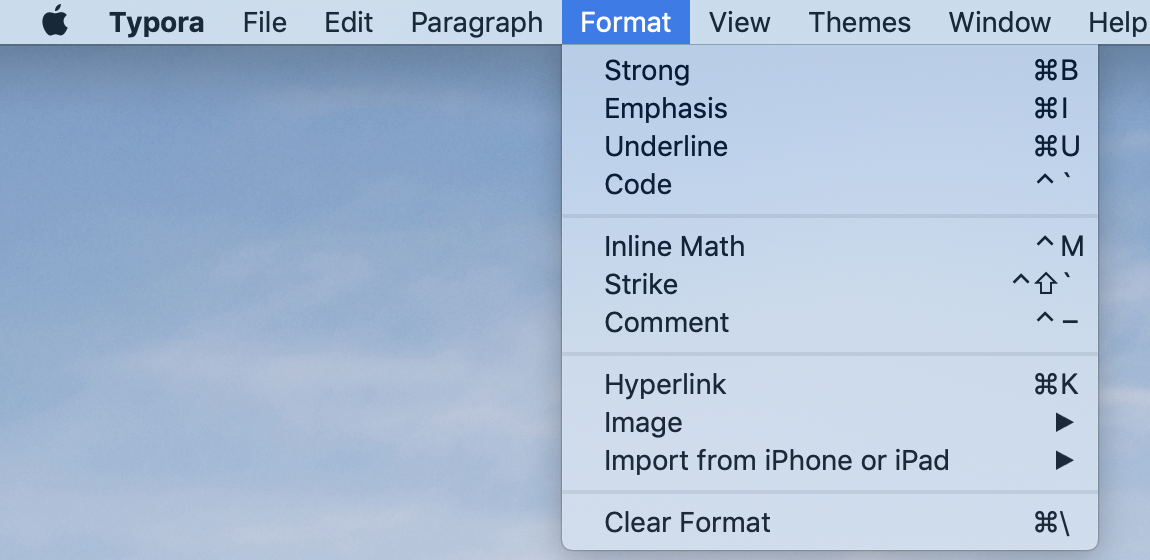 Typora File Edit Paragraph Format View Themes Window Help
Strong ⌘B
Emphasis ⌘I
Underline ⌘U
Code ^`
Inline Math ^M
Strike ^⇧`
Comment ^–
Hyperlink ⌘K
Image ▶
Import from iPhone or iPad ▶
Clear Format ⌘\